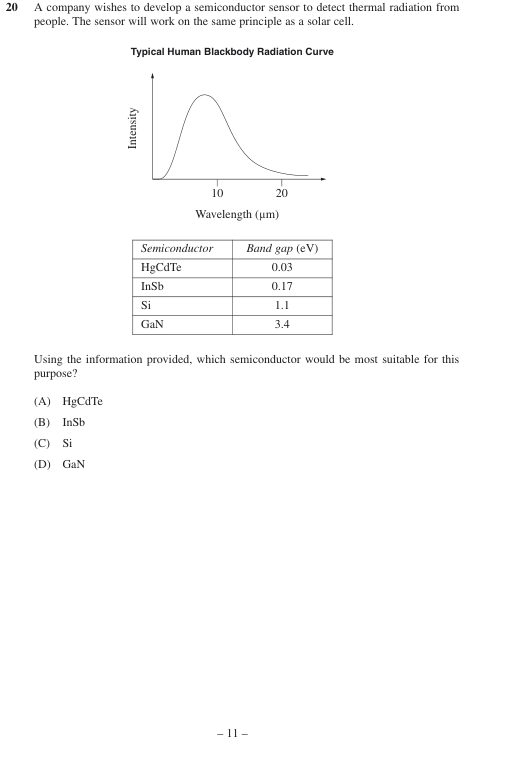 20 A company wishes to develop a semiconductor sensor to detect thermal radiation from
people. The sensor will work on the same principle as a solar cell.
Typical Human Blackbody Radiation Curve
Intensity
10 20
Wavelength (µm)
Semiconductor Band gap (eV)
HgCdTe 0.03
InSb 0.17
Si 1.1
GaN 3.4
Using the information provided, which semiconductor would be most suitable for this
purpose?
(A) HgCdTe
(B) InSb
(C) Si
(D) GaN
– 11 –